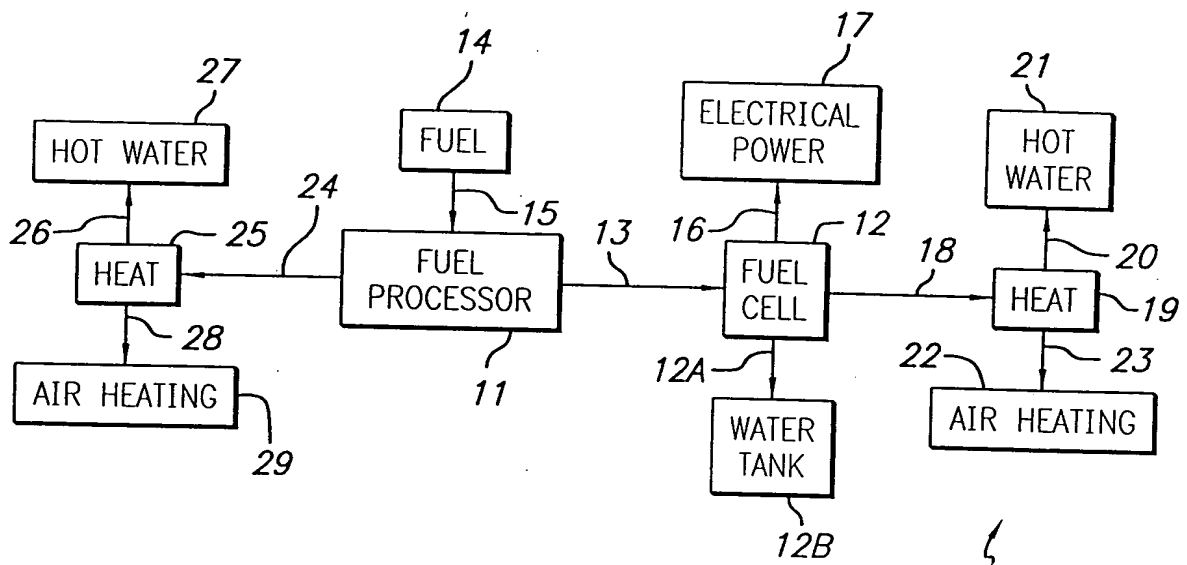 17
14
21
27
ELECTRICAL
POWER
FUEL
HOT
WATER
HOT WATER
24
15
16
12
26
25
13
20
18
HEAT
FUEL
PROCESSOR
FUEL
CELL
HEAT
19
28
12A
22
23
11
AIR HEATING
WATER
TANK
AIR HEATING
29
12B